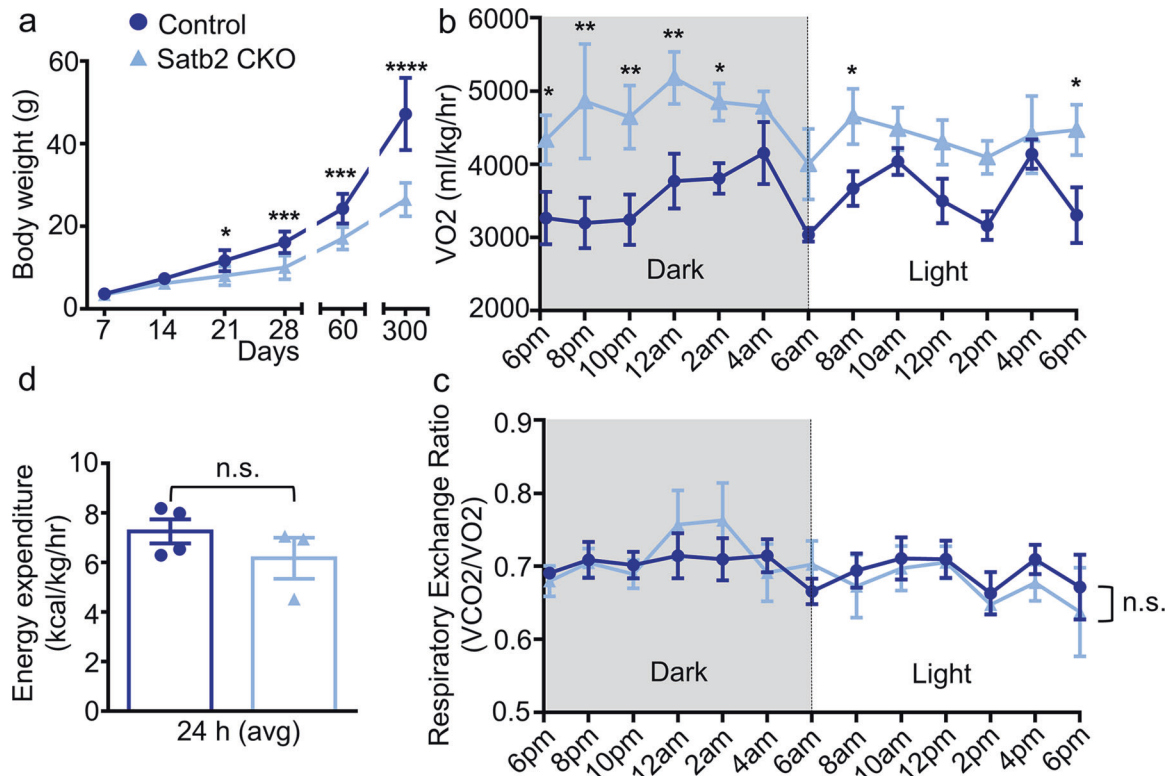 a
Control
Satb2 CKO
Body weight (g)
60
40
20
0
*
***
***
****
7
14
21
28
60
300
Days
b
VO2 (ml/kg/hr)
6000
5000
4000
3000
2000
*
**
**
**
*
*
*
Dark
Light
6pm
8pm
10pm
12am
2am
4am
6am
8am
10am
12pm
2pm
4pm
6pm
d
Energy expenditure
(kcal/kg/hr)
10
8
6
4
2
0
n.s.
24 h (avg)
c
Respiratory Exchange Ratio
(VCO2/VO2)
0.9
0.8
0.7
0.6
0.5
n.s.
Dark
Light
6pm
8pm
10pm
12am
2am
4am
6am
8am
10am
12pm
2pm
4pm
6pm